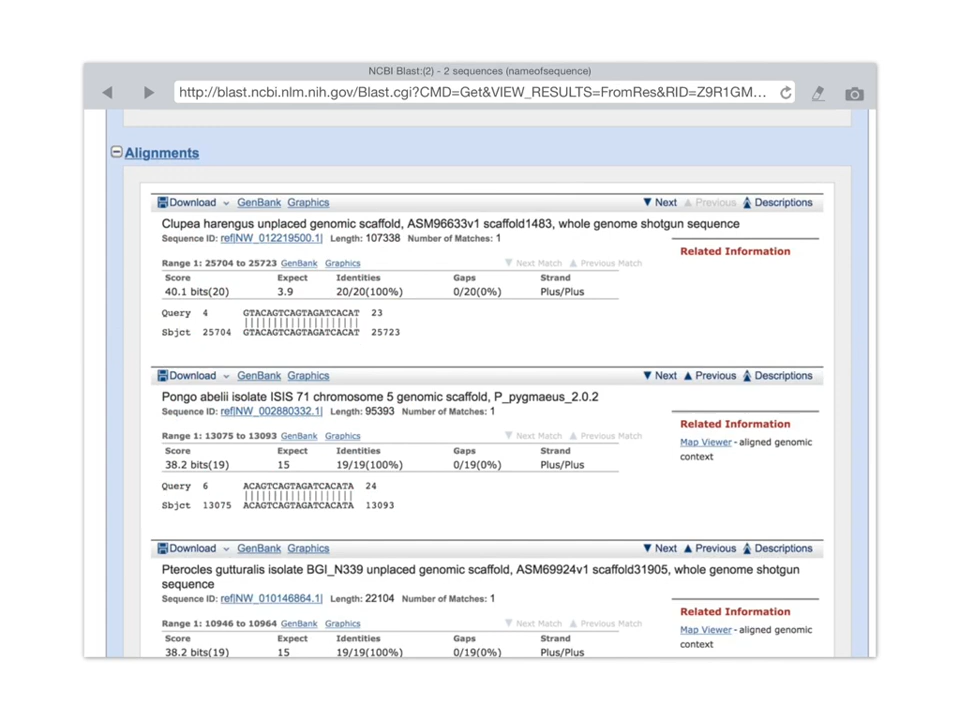 NCBI Blast:(2) - 2 sequences (nameofsequence)
http://blast.ncbi.nlm.nih.gov/Blast.cgi?CMD=Get&VIEW_RESULTS=FromRes&RID=Z9R1GM...
Alignments
Download GenBank Graphics Next Previous Descriptions
Clupea harengus unplaced genomic scaffold, ASM96633v1 scaffold1483, whole genome shotgun sequence
Sequence ID: ref|NW_012219500.1| Length: 107338 Number of Matches: 1
Related Information
Range 1: 25704 to 25723 GenBank Graphics Next Match Previous Match
Score Expect Identities Gaps Strand
40.1 bits(20) 3.9 20/20(100%) 0/20(0%) Plus/Plus
Query 4 GTACAGTCAGTAGATCACAT 23
Sbjct 25704 GTACAGTCAGTAGATCACAT 25723
Download GenBank Graphics Next Previous Descriptions
Pongo abelii isolate ISIS 71 chromosome 5 genomic scaffold, P_pygmaeus_2.0.2
Sequence ID: ref|NW_002880332.1| Length: 95393 Number of Matches: 1
Related Information
Map Viewer - aligned genomic
context
Range 1: 13075 to 13093 GenBank Graphics Next Match Previous Match
Score Expect Identities Gaps Strand
38.2 bits(19) 15 19/19(100%) 0/19(0%) Plus/Plus
Query 6 ACAGTCAGTAGATCACATA 24
Sbjct 13075 ACAGTCAGTAGATCACATA 13093
Download GenBank Graphics Next Previous Descriptions
Pterocles gutturalis isolate BGI_N339 unplaced genomic scaffold, ASM69924v1 scaffold31905, whole genome shotgun
sequence
Sequence ID: ref|NW_010146864.1| Length: 22104 Number of Matches: 1
Related Information
Map Viewer - aligned genomic
context
Range 1: 10946 to 10964 GenBank Graphics Next Match Previous Match
Score Expect Identities Gaps Strand
38.2 bits(19) 15 19/19(100%) 0/19(0%) Plus/Plus